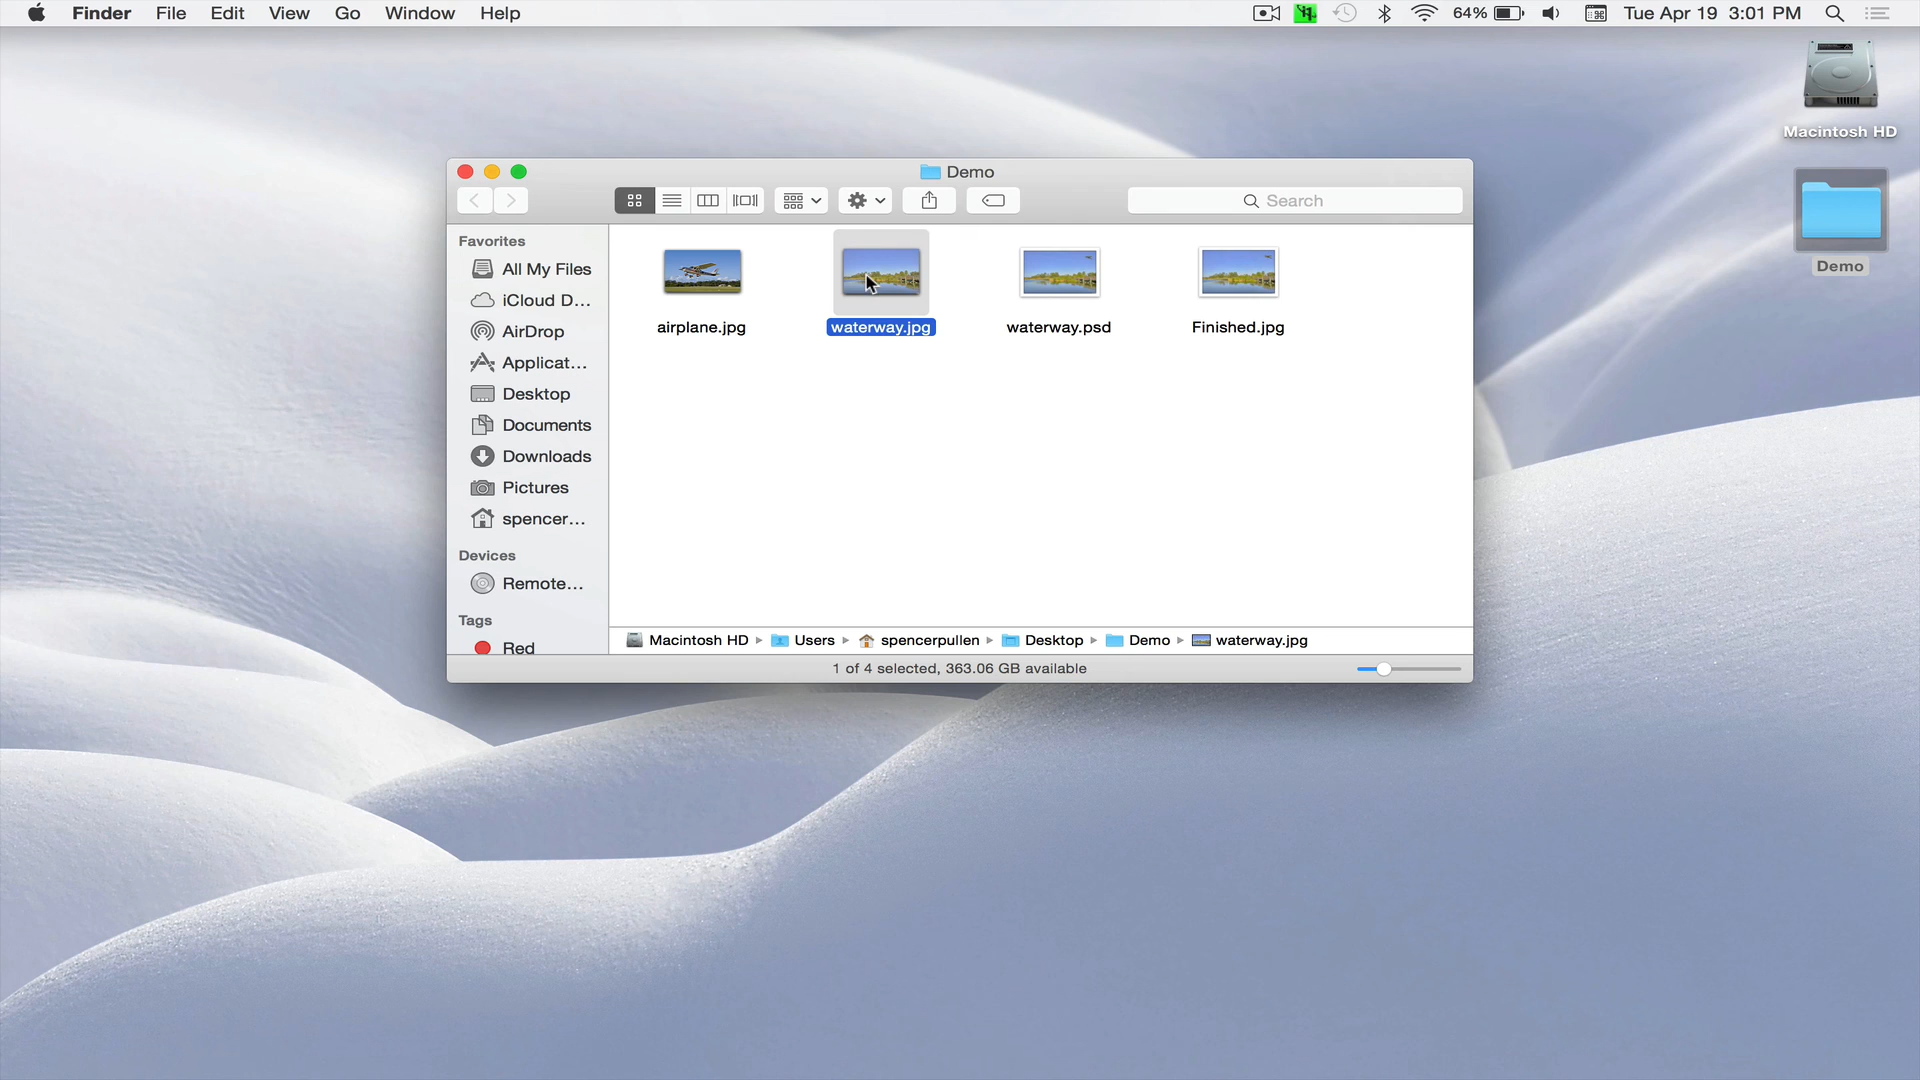 Finder File Edit View Go Window Help 64% Tue Apr 19 3:01 PM
Macintosh HD
Demo
Demo
Search
Favorites
All My Files
iCloud D...
AirDrop
Applicat...
Desktop
Documents
Downloads
Pictures
spencer...
Devices
Remote...
Tags
Red
airplane.jpg waterway.jpg waterway.psd Finished.jpg
Macintosh HD Users spencerpullen Desktop Demo waterway.jpg
1 of 4 selected, 363.06 GB available